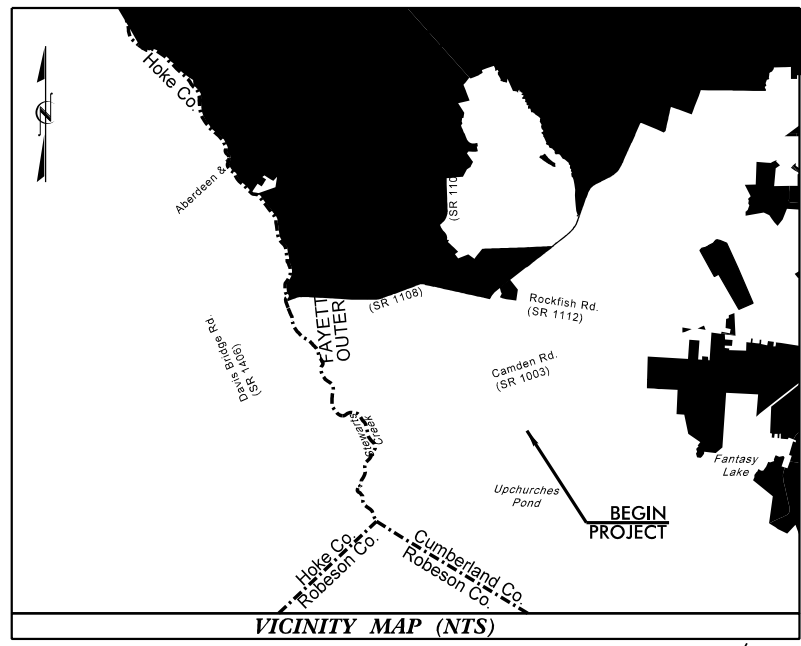 Hoke Co.
Aberdeen &
(SR 110
(SR 1108)
Rockfish Rd.
(SR 1112)
FAYETT
OUTER
Davis Bridge Rd.
(SR 1406)
Camden Rd.
(SR 1003)
Stewarts
Creek
Fantasy
Lake
Upchurches
Pond
BEGIN
PROJECT
Hoke Co.
Robeson Co.
Cumberland Co.
Robeson Co.
VICINITY MAP (NTS)